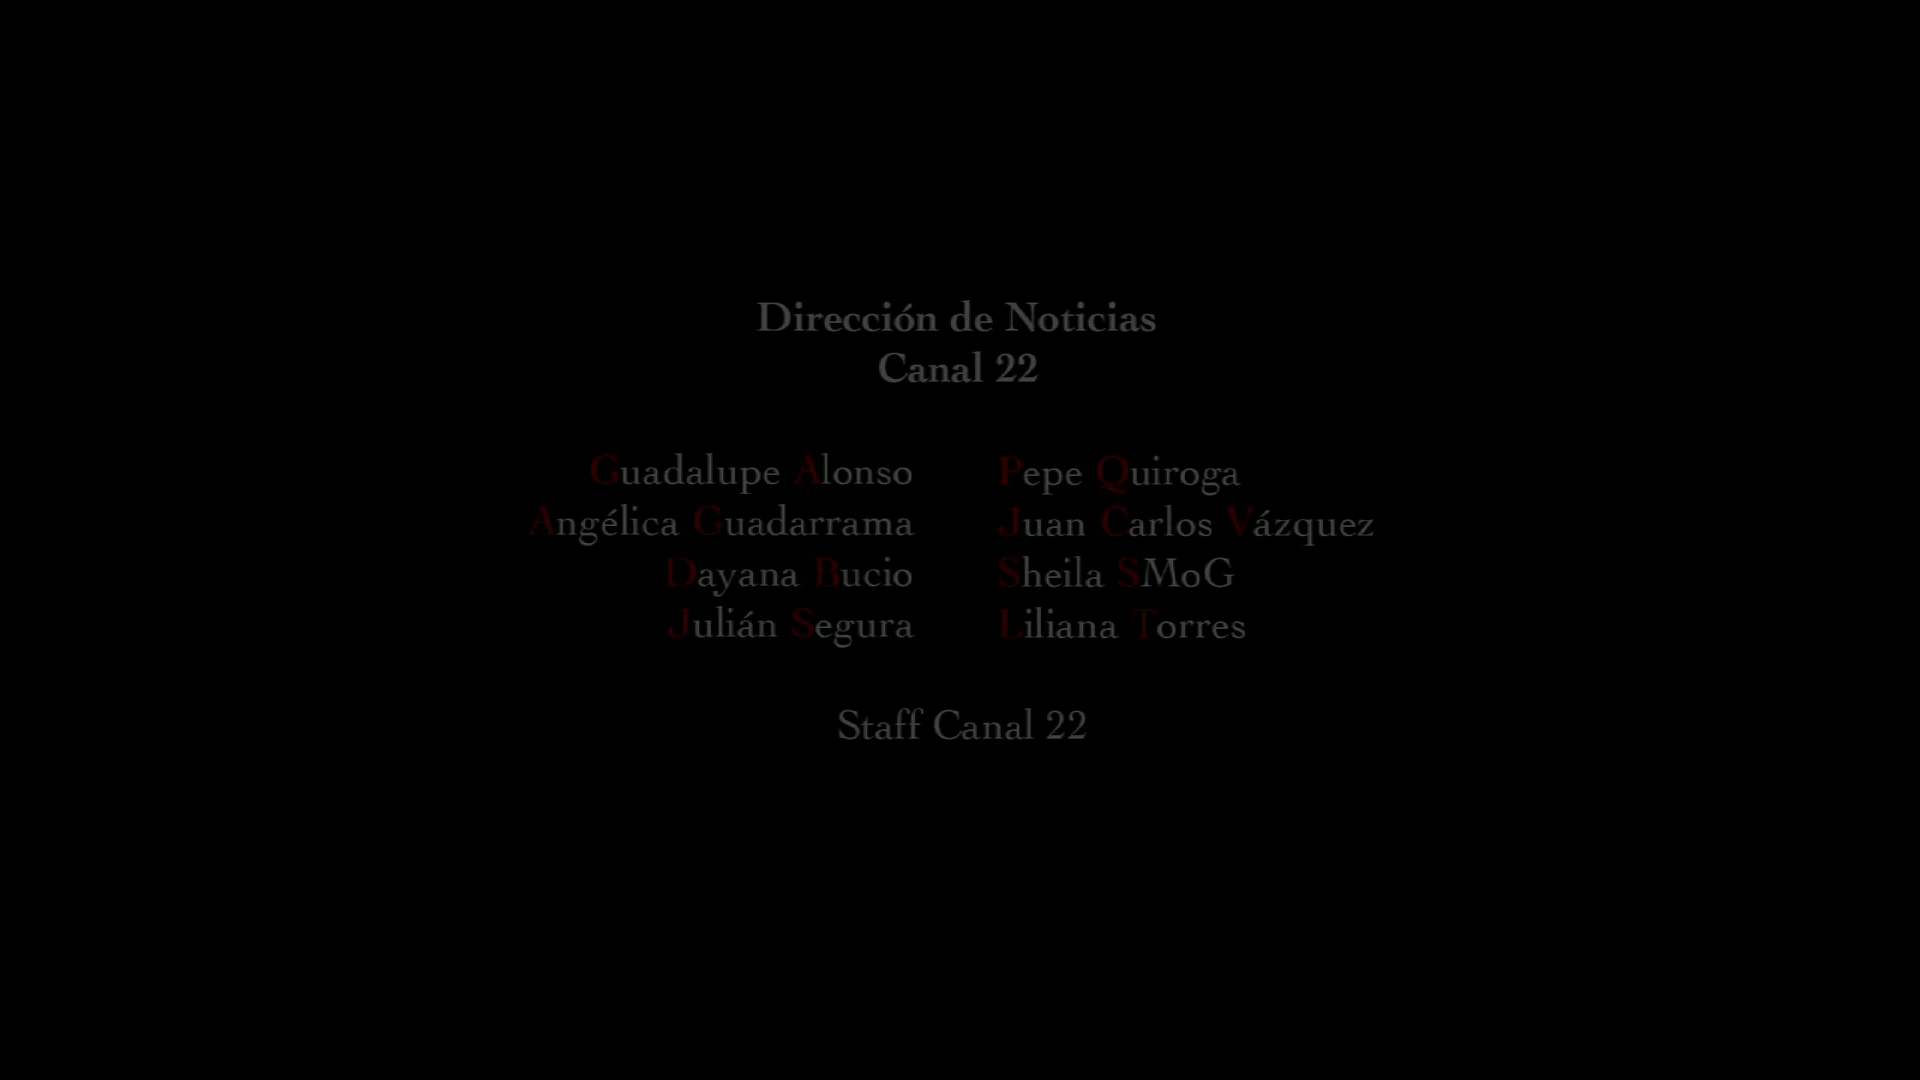 Dirección de Noticias
Canal 22
Guadalupe Alonso
Angélica Guadarrama
Dayana Bucio
Julián Segura
Pepe Quiroga
Juan Carlos Vázquez
Sheila SMoG
Liliana Torres
Staff Canal 22